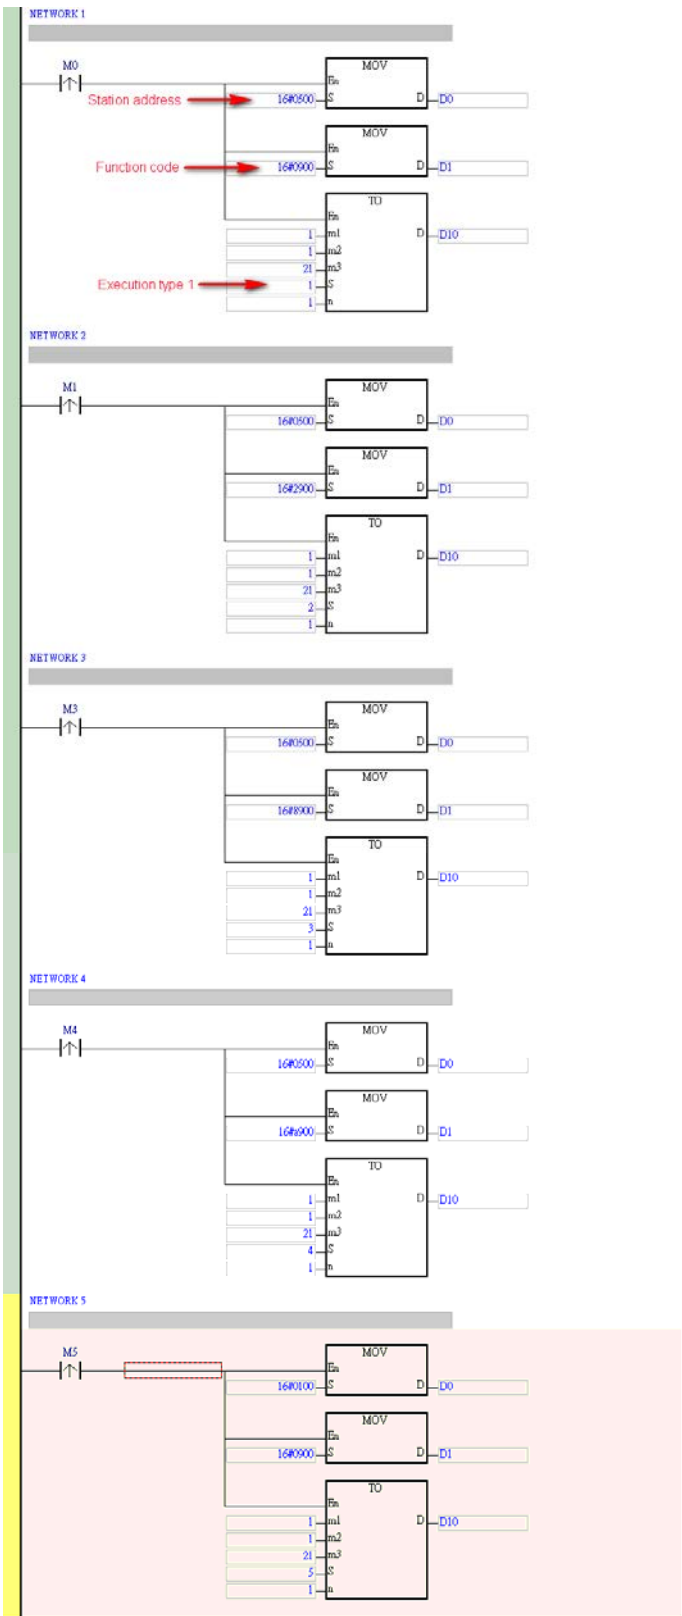 NETWORK 1
M0
MOV
En
Station address 16#0500 S D D0
MOV
En
Function code 16#0900 S D D1
TO
En
1 m1 D D10
1 m2
21 m3
Execution type 1 1 S
1 n
NETWORK 2
M1
MOV
En
16#0500 S D D0
MOV
En
16#2900 S D D1
TO
En
1 m1 D D10
1 m2
21 m3
2 S
1 n
NETWORK 3
M3
MOV
En
16#0500 S D D0
MOV
En
16#8900 S D D1
TO
En
1 m1 D D10
1 m2
21 m3
3 S
1 n
NETWORK 4
M4
MOV
En
16#0500 S D D0
MOV
En
16#a900 S D D1
TO
En
1 m1 D D10
1 m2
21 m3
4 S
1 n
NETWORK 5
M5
MOV
En
16#0100 S D D0
MOV
En
16#0900 S D D1
TO
En
1 m1 D D10
1 m2
21 m3
5 S
1 n